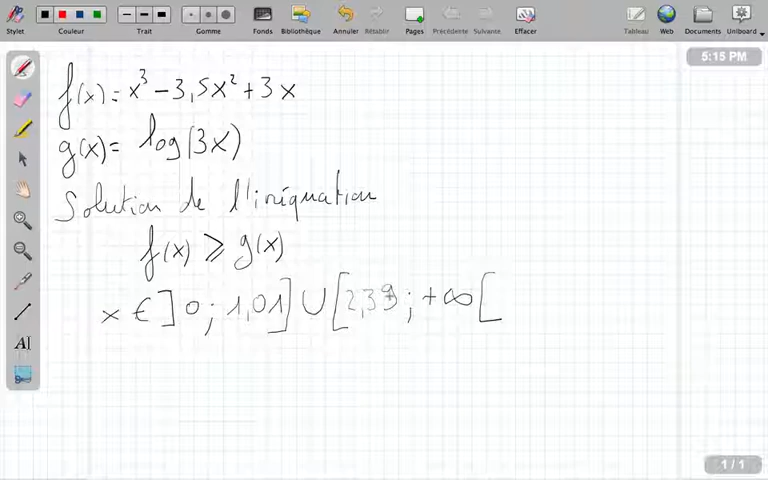 Stylet Couleur Trait Gomme Fonds Bibliothèque Annuler Rétablir Pages Précédente Suivante Effacer Tableau Web Documents Uniboard
5:15 PM
f(x) = x³ - 3,5x² + 3x
g(x) = log(3x)
Solution de l'inéquation
f(x) ⩾ g(x)
x ∈ ]0; 1,01] ∪ [2,39; +∞[
AI
1 / 1